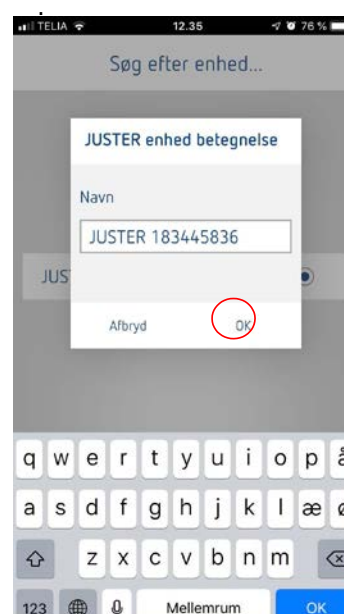 TELIA 12.35 76 %
Søg efter enhed...
JUSTER enhed betegnelse
Navn
JUSTER 183445836
JUS
Afbryd OK
q w e r t y u i o p å
a s d f g h j k l æ ø
z x c v b n m
123 Mellemrum OK